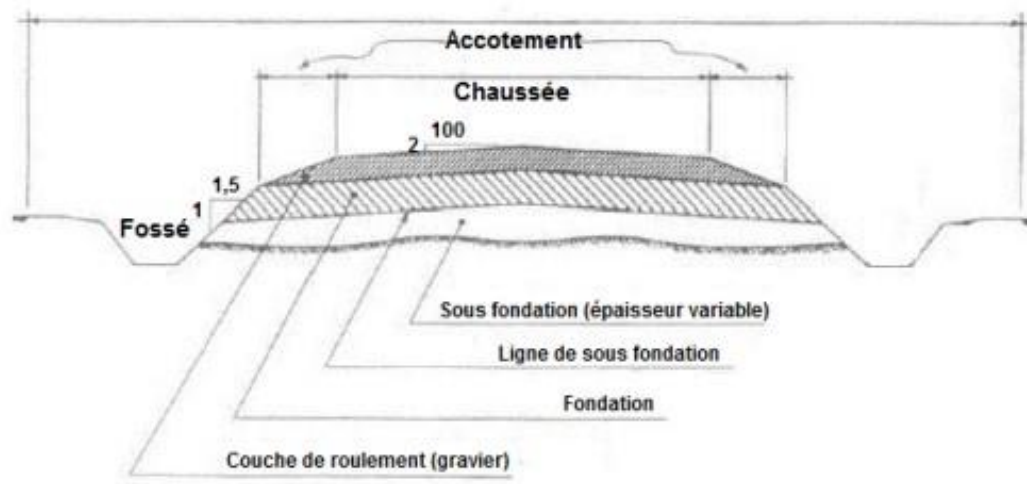 Accotement
Chaussée
100
2
1,5
1
Fossé
Sous fondation (épaisseur variable)
Ligne de sous fondation
Fondation
Couche de roulement (gravier)